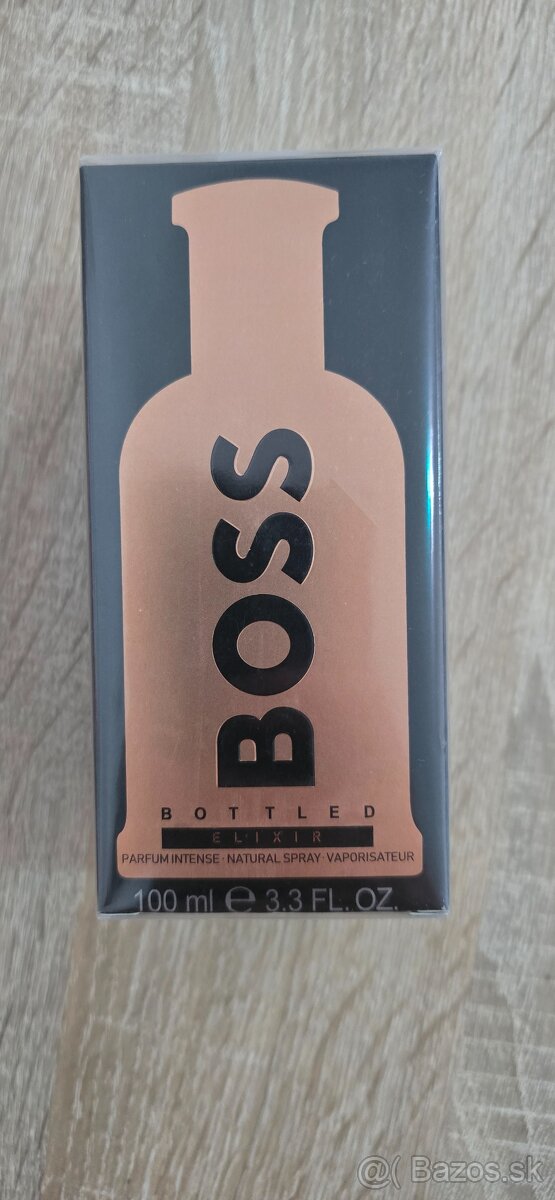 BOSS
BOTTLED
ELIXIR
PARFUM INTENSE · NATURAL SPRAY · VAPORISATEUR
100 ml ℮ 3.3 FL. OZ.
@( Bazos.sk